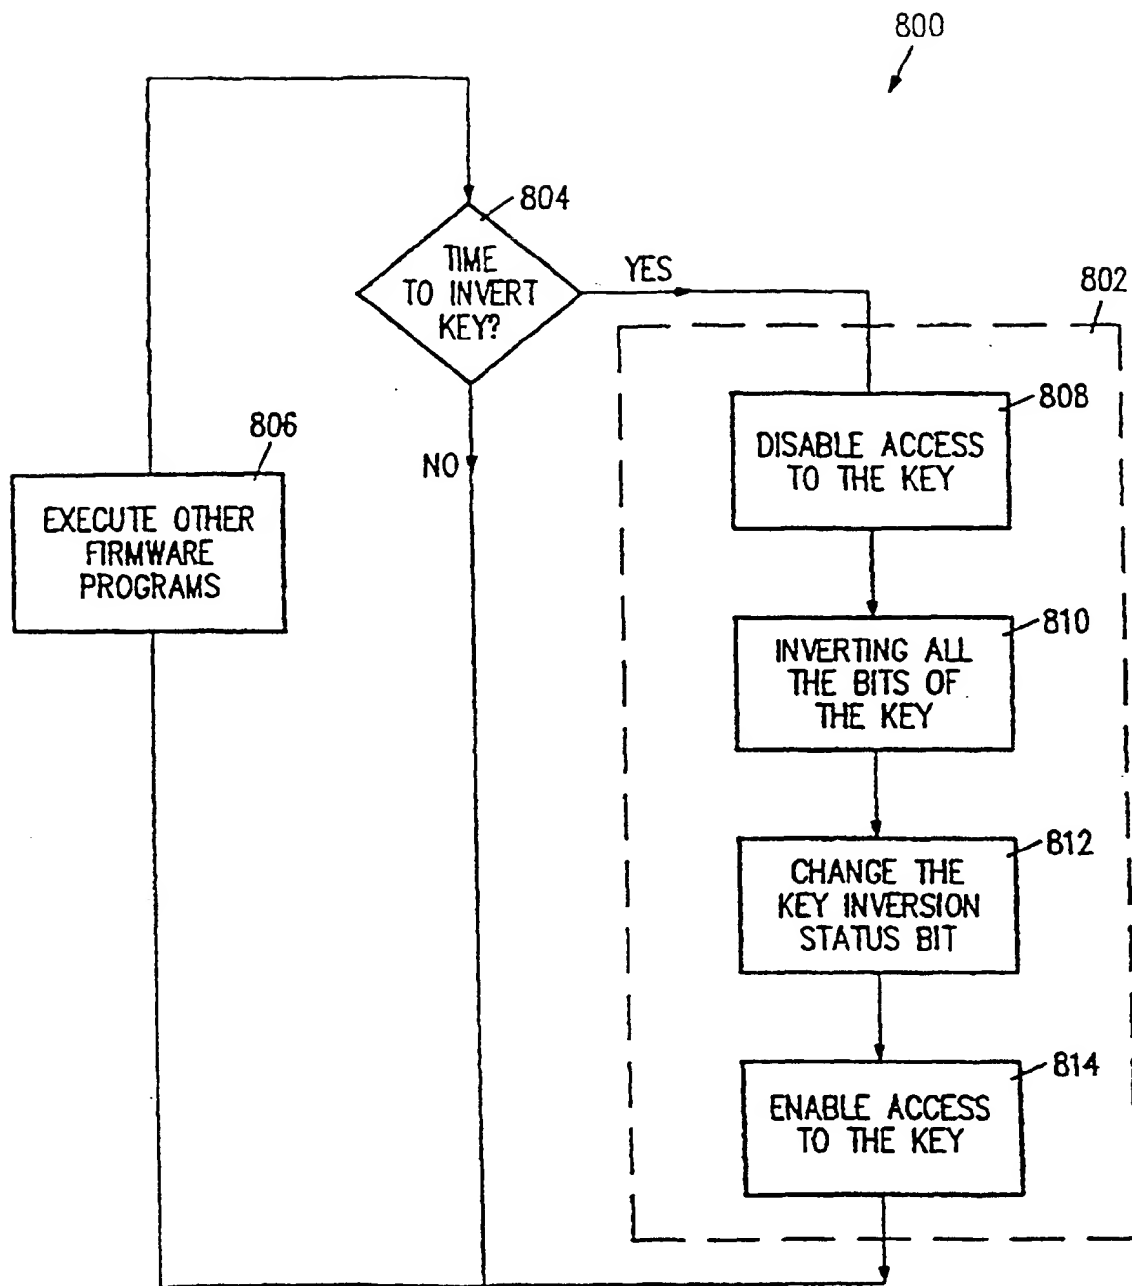 800
804
TIME
TO INVERT
KEY?
YES
802
808
DISABLE ACCESS
TO THE KEY
806
NO
EXECUTE OTHER
FIRMWARE
PROGRAMS
810
INVERTING ALL
THE BITS OF
THE KEY
812
CHANGE THE
KEY INVERSION
STATUS BIT
814
ENABLE ACCESS
TO THE KEY